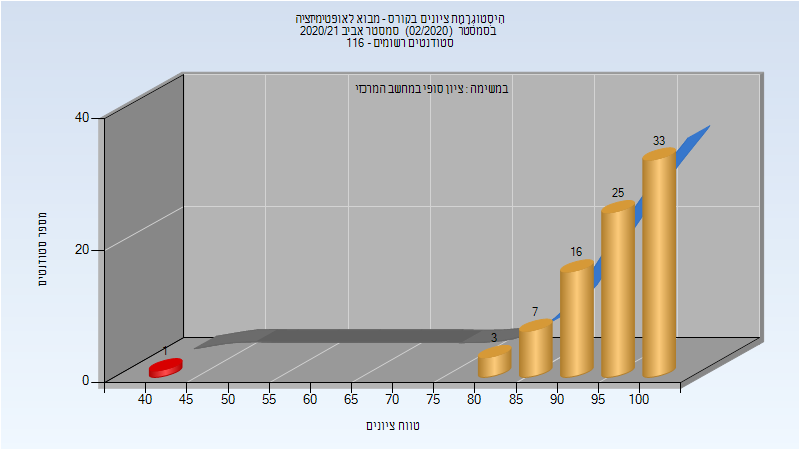 היסטוגרמת ציונים בקורס - מבוא לאופטימיזציה
בסמסטר (02/2020) סמסטר אביב 2020/21
סטודנטים רשומים - 116
במשימה : ציון סופי במחשב המרכזי
מספר סטודנטים
40
20
0
1
3
7
16
25
33
40 45 50 55 60 65 70 75 80 85 90 95 100
טווח ציונים